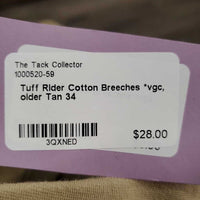 The Tack Collector
1000520-59
Tuff Rider Cotton Breeches *vgc,
older Tan 34
$28.00
3QXNED